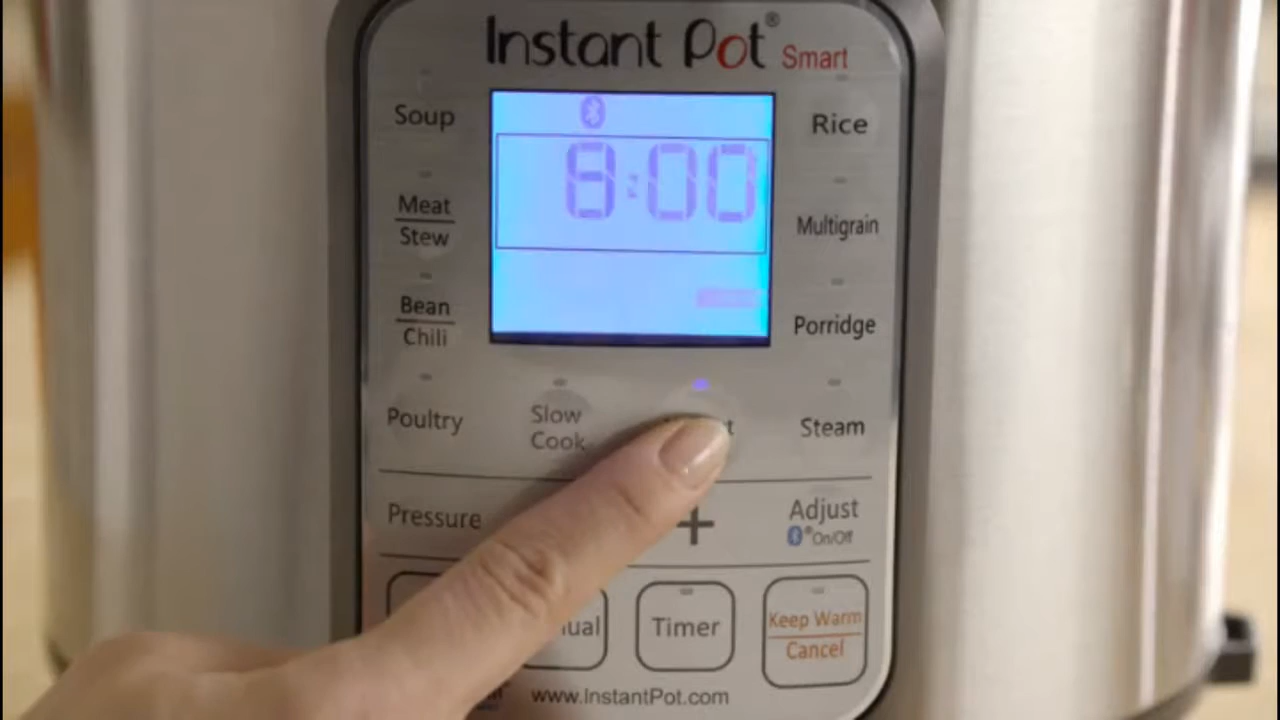 Instant Pot® Smart
8:00
Soup
Rice
Meat
Stew
Multigrain
Bean
Chili
Porridge
Poultry
Slow
Cook
Steam
Pressure
+
Adjust
On/Off
Timer
Keep Warm
Cancel
www.InstantPot.com